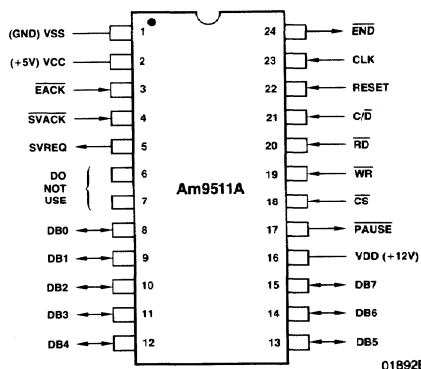 (GND) VSS 1 24 END
(+5V) VCC 2 23 CLK
EACK 3 22 RESET
SVACK 4 21 C/D
SVREQ 5 20 RD
DO NOT USE 6 19 WR
7 Am9511A 18 CS
DB0 8 17 PAUSE
DB1 9 16 VDD (+12V)
DB2 10 15 DB7
DB3 11 14 DB6
DB4 12 13 DB5
01892B